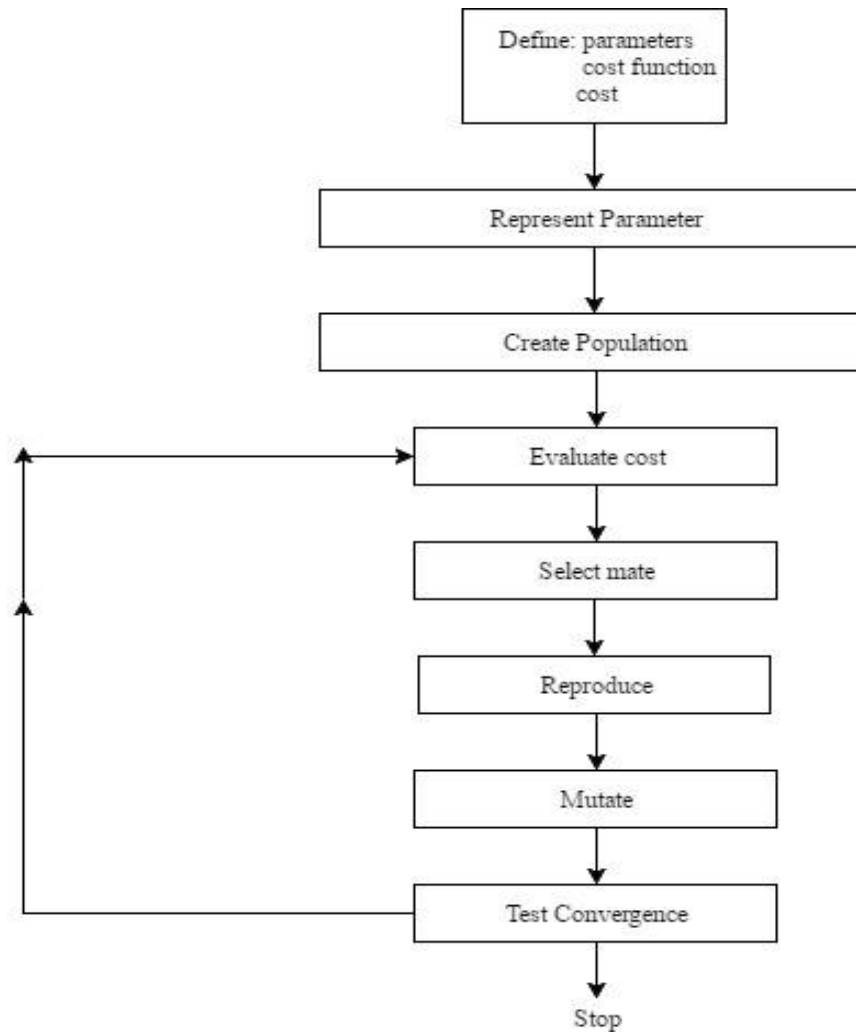 Define: parameters
cost function
cost
Represent Parameter
Create Population
Evaluate cost
Select mate
Reproduce
Mutate
Test Convergence
Stop